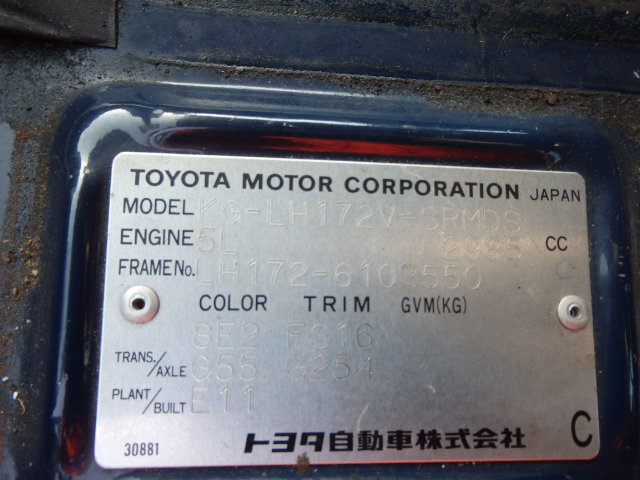 TOYOTA MOTOR CORPORATION JAPAN
MODEL KG-LH172V-SRMDS
ENGINE 5L 2985 CC
FRAME No. LH172-6103550
COLOR TRIM GVM(KG)
8E2 FS16
TRANS./AXLE G55 G254
PLANT/BUILT E11
30881 トヨタ自動車株式会社 C